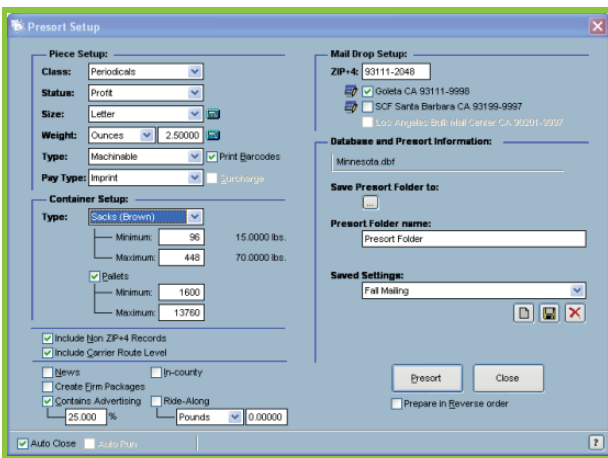 Presort Setup
Piece Setup:
Class: Periodicals
Status: Profit
Size: Letter
Weight: Ounces 2.50000
Type: Machinable Print Barcodes
Pay Type: Imprint Surcharge
Container Setup:
Type: Sacks (Brown)
Minimum: 96 15.0000 lbs.
Maximum: 448 70.0000 lbs.
Pallets
Minimum: 1600
Maximum: 13760
Include Non ZIP+4 Records
Include Carrier Route Level
News In-county
Create Firm Packages
Contains Advertising Ride-Along
25.000 % Pounds 0.00000
Auto Close Auto Run
Mail Drop Setup:
ZIP+4: 93111-2048
Goleta CA 93111-9998
SCF Santa Barbara CA 93199-9997
Los Angeles Bulk Mail Center CA 90201-9997
Database and Presort Information:
Minnesota.dbf
Save Presort Folder to:
...
Presort Folder name:
Presort Folder
Saved Settings:
Fall Mailing
Presort Close
Prepare in Reverse order
?